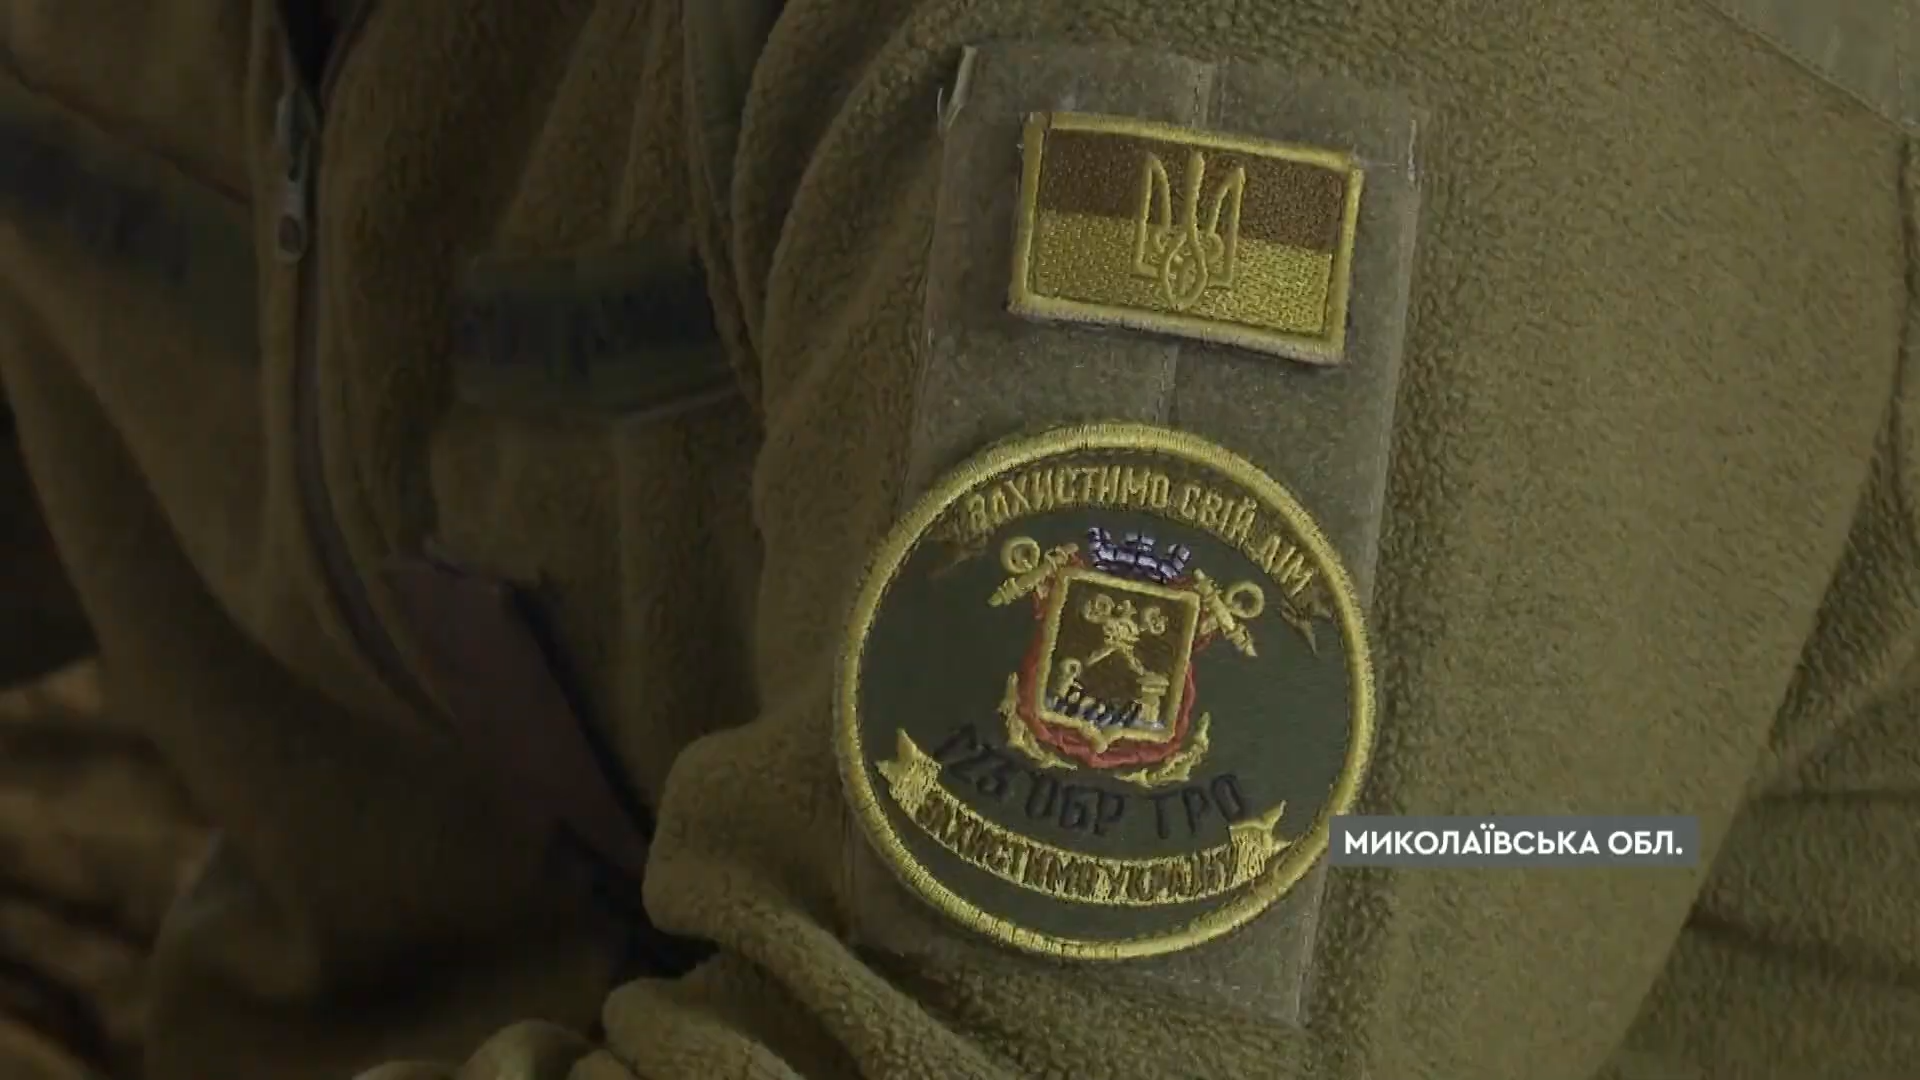 ЗАХИСТИМО СВІЙ ДІМ
123 ОБР ТРО
ЗАХИСТИМО УКРАЇНУ
МИКОЛАЇВСЬКА ОБЛ.